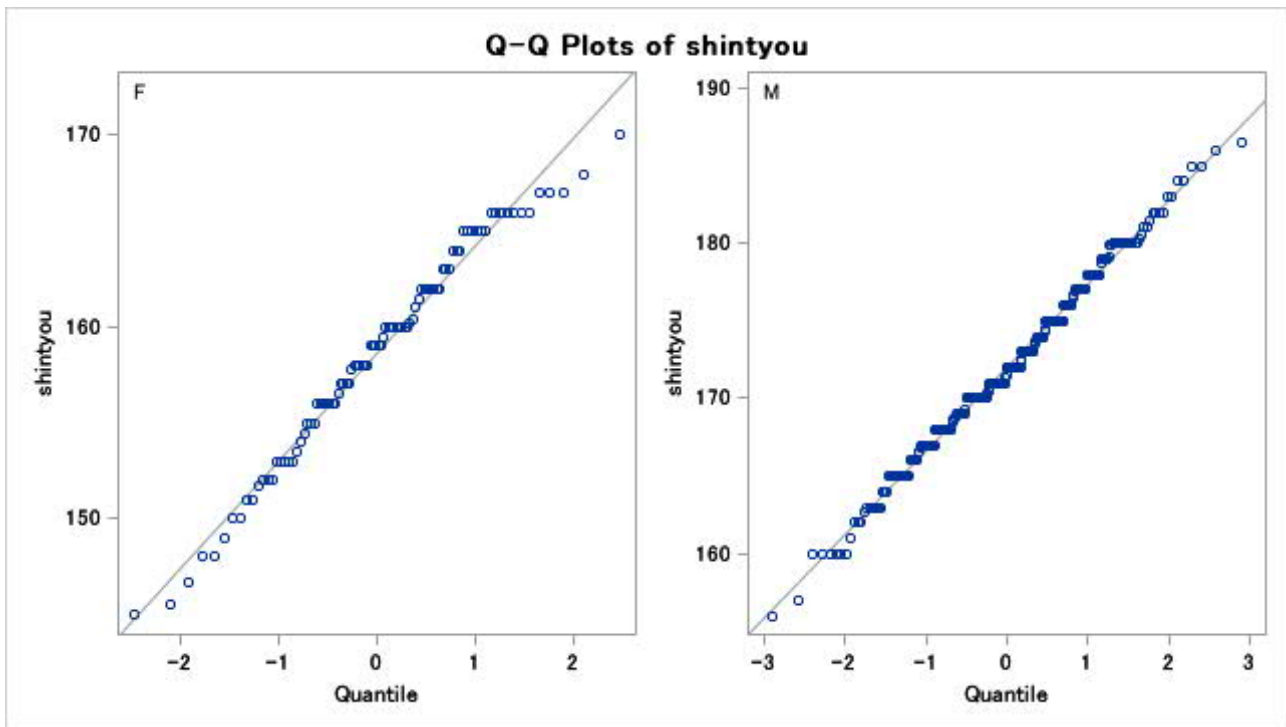 Q-Q Plots of shintyou
F
M
170
160
150
190
180
170
160
shintyou
shintyou
-2 -1 0 1 2
-3 -2 -1 0 1 2 3
Quantile
Quantile